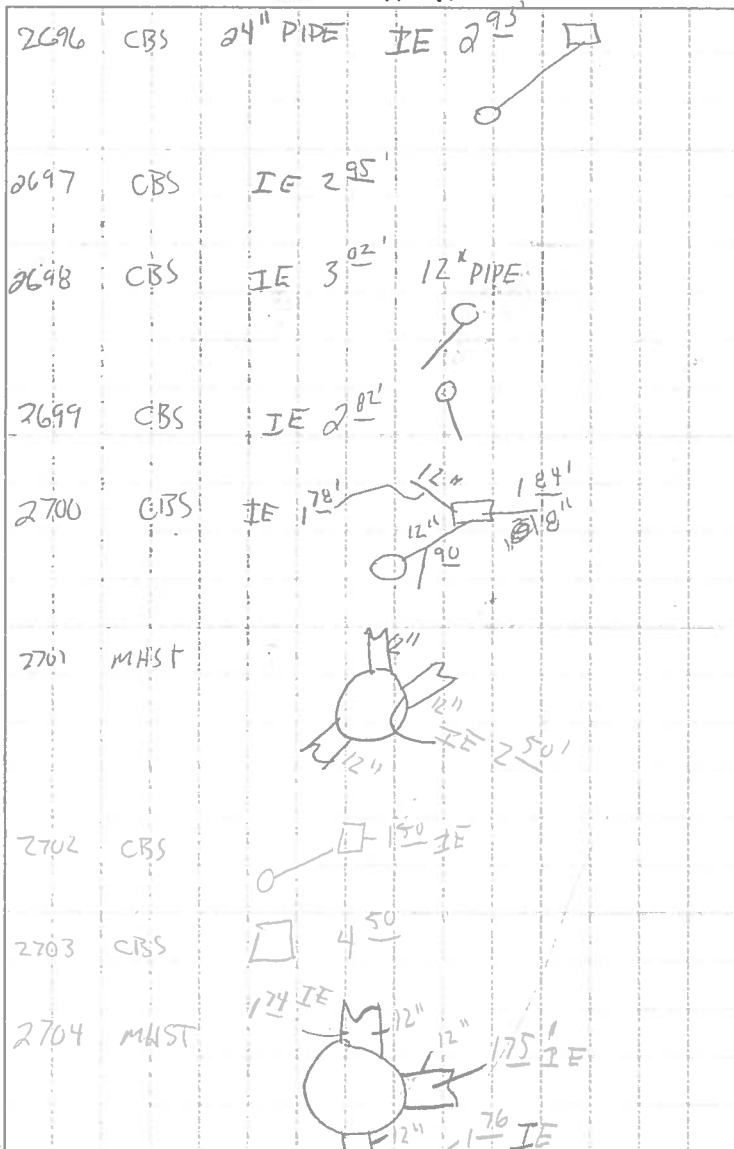 2696 CBS 24" PIPE IE 2 95'
2697 CBS IE 2 95'
2698 CBS IE 3 02' 12" PIPE
2699 CBS IE 2 82'
2700 CBS IE 1 78' 12" 1 84' 18"
12" 90
2701 MHST 12"
12"
12" IE 2 50'
2702 CBS 1 50 IE
2703 CBS 4 50
1 74 IE 12"
2704 MHST 12" 1 75' IE
12" 1 76 IE